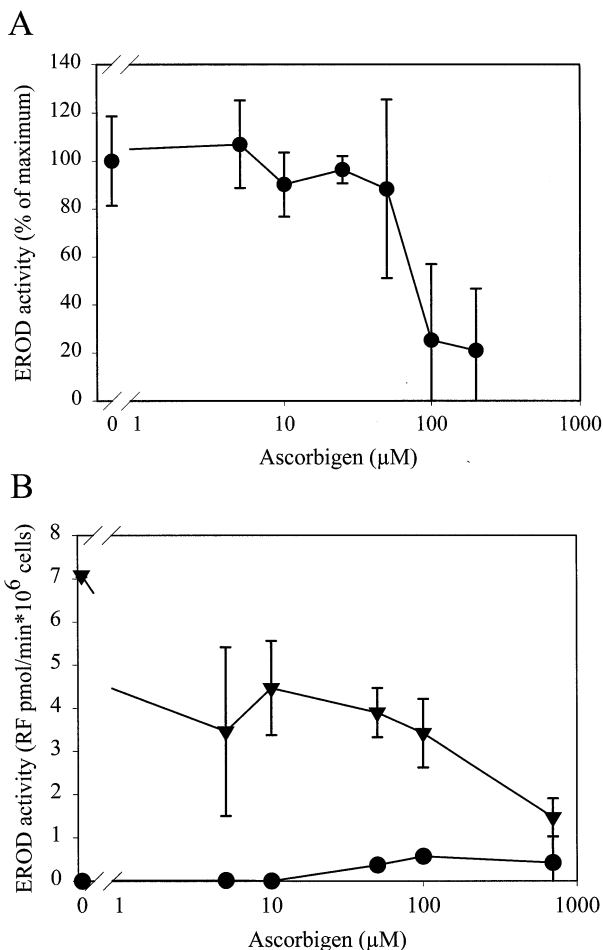 A
EROD activity (% of maximum)
140
120
100
80
60
40
20
0
0 1 10 100 1000
Ascorbigen (µM)
B
EROD activity (RF pmol/min*10^6 cells)
8
7
6
5
4
3
2
1
0
0 1 10 100 1000
Ascorbigen (µM)